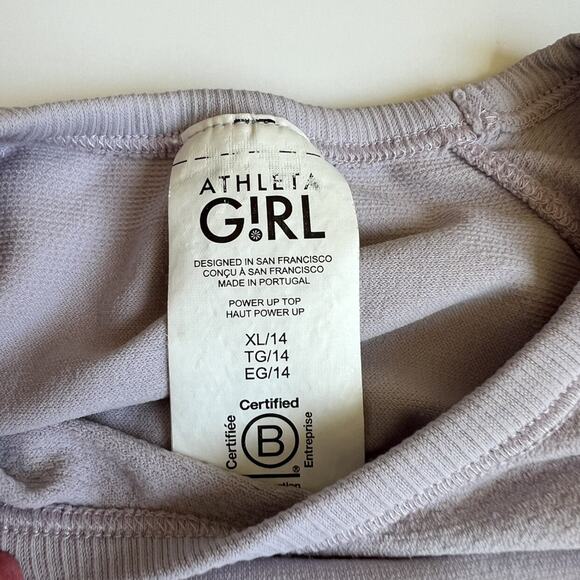 ATHLETA
G!RL
DESIGNED IN SAN FRANCISCO
CONÇU À SAN FRANCISCO
MADE IN PORTUGAL
POWER UP TOP
HAUT POWER UP
XL/14
TG/14
EG/14
Certified
Certifiée
B
Entreprise
®